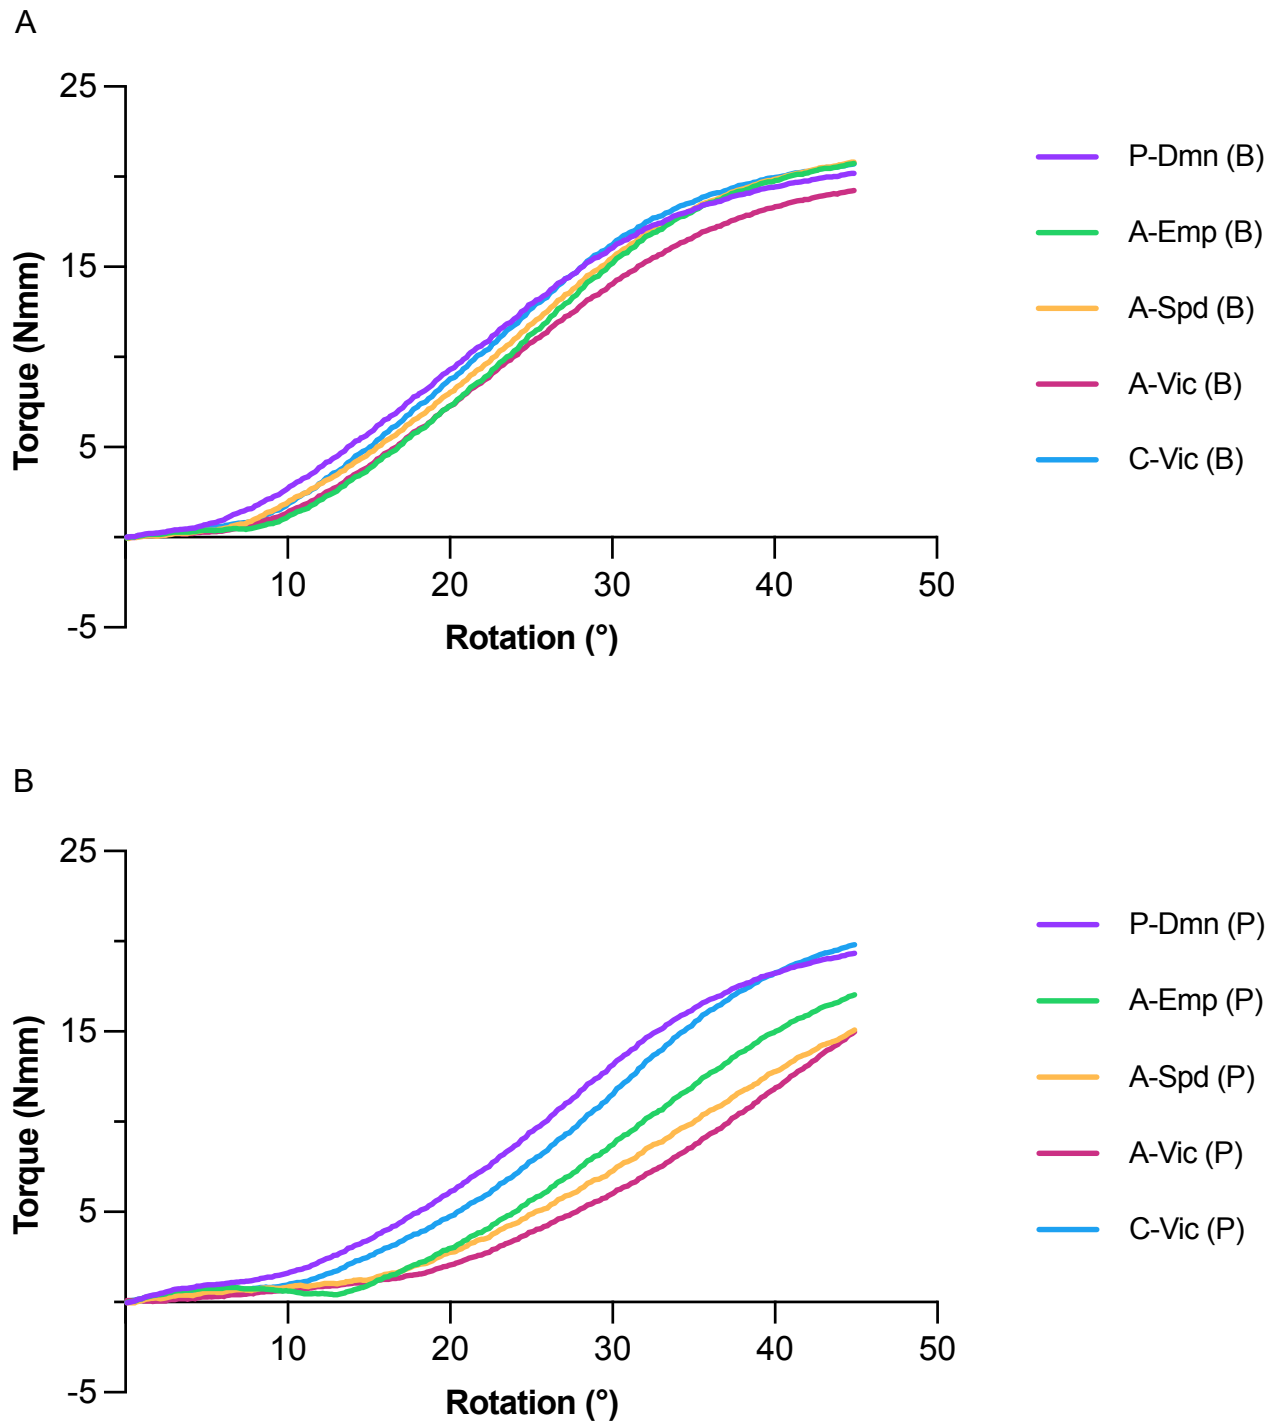 A
25
15
5
-5
Torque (Nmm)
10
20
30
40
50
Rotation (°)
P-Dmn (B)
A-Emp (B)
A-Spd (B)
A-Vic (B)
C-Vic (B)
B
25
15
5
-5
Torque (Nmm)
10
20
30
40
50
Rotation (°)
P-Dmn (P)
A-Emp (P)
A-Spd (P)
A-Vic (P)
C-Vic (P)